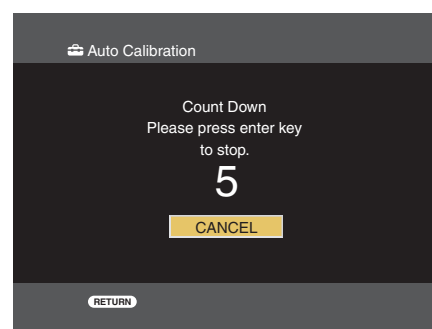 Auto Calibration
Count Down
Please press enter key
to stop.
5
CANCEL
RETURN